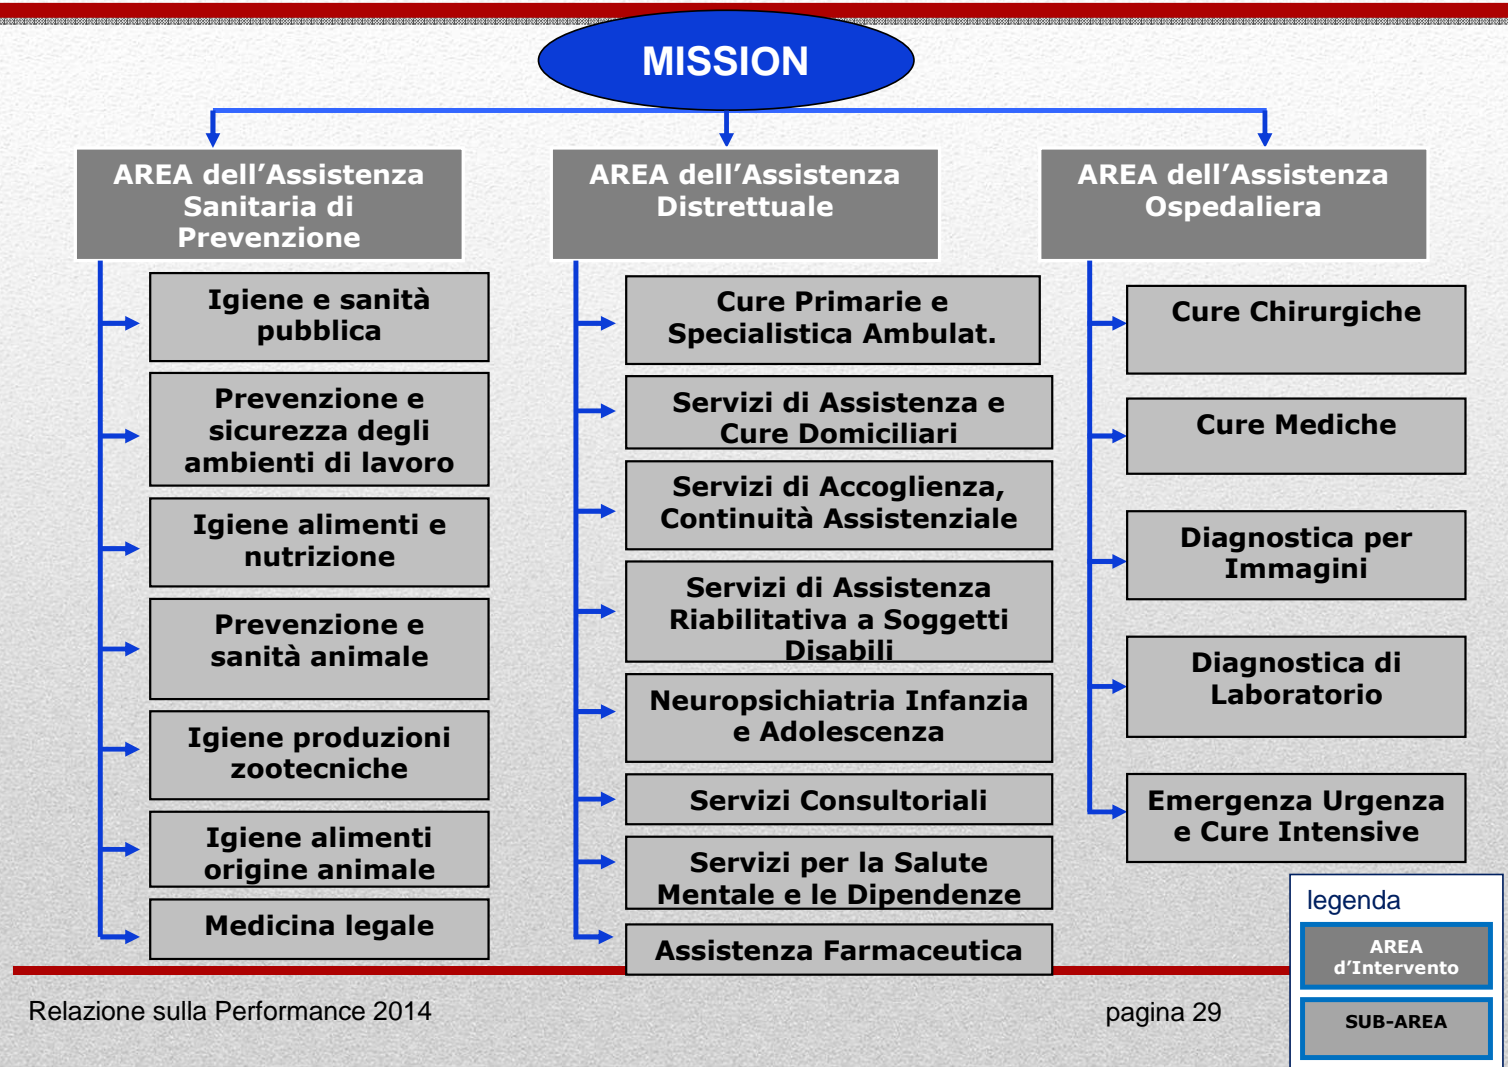 MISSION
AREA dell’Assistenza
Sanitaria di
Prevenzione
Igiene e sanità
pubblica
Prevenzione e
sicurezza degli
ambienti di lavoro
Igiene alimenti e
nutrizione
Prevenzione e
sanità animale
Igiene produzioni
zootecniche
Igiene alimenti
origine animale
Medicina legale
AREA dell’Assistenza
Distrettuale
Cure Primarie e
Specialistica Ambulat.
Servizi di Assistenza e
Cure Domiciliari
Servizi di Accoglienza,
Continuità Assistenziale
Servizi di Assistenza
Riabilitativa a Soggetti
Disabili
Neuropsichiatria Infanzia
e Adolescenza
Servizi Consultoriali
Servizi per la Salute
Mentale e le Dipendenze
Assistenza Farmaceutica
AREA dell’Assistenza
Ospedaliera
Cure Chirurgiche
Cure Mediche
Diagnostica per
Immagini
Diagnostica di
Laboratorio
Emergenza Urgenza
e Cure Intensive
legenda
AREA
d’Intervento
SUB-AREA
Relazione sulla Performance 2014
pagina 29